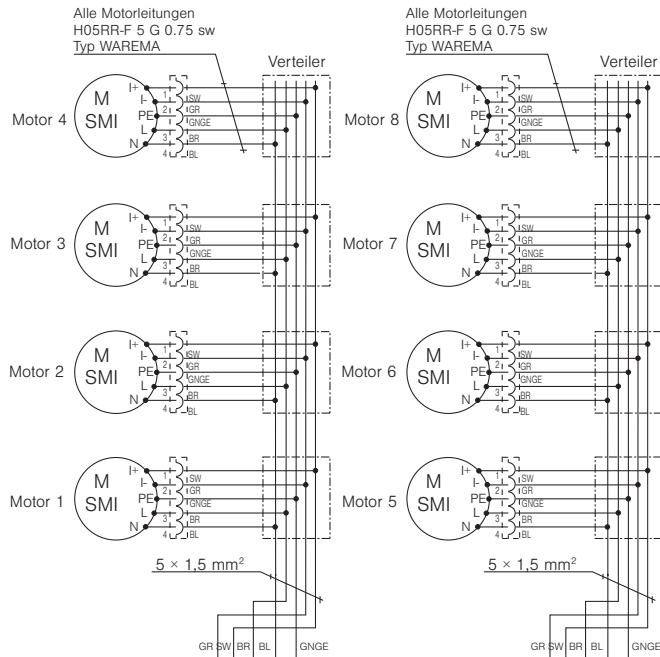 Alle Motorleitungen
H05RR-F 5 G 0.75 sw
Typ WAREMA
Verteiler
Motor 4
M
SMI
I+
I-
PE
L
N
1
2
3
4
SW
GR
GNGE
BR
BL
Motor 3
M
SMI
I+
I-
PE
L
N
1
2
3
4
SW
GR
GNGE
BR
BL
Motor 2
M
SMI
I+
I-
PE
L
N
1
2
3
4
SW
GR
GNGE
BR
BL
Motor 1
M
SMI
I+
I-
PE
L
N
1
2
3
4
SW
GR
GNGE
BR
BL
5 × 1,5 mm²
GR SW BR BL GNGE
Alle Motorleitungen
H05RR-F 5 G 0.75 sw
Typ WAREMA
Verteiler
Motor 8
M
SMI
I+
I-
PE
L
N
1
2
3
4
SW
GR
GNGE
BR
BL
Motor 7
M
SMI
I+
I-
PE
L
N
1
2
3
4
SW
GR
GNGE
BR
BL
Motor 6
M
SMI
I+
I-
PE
L
N
1
2
3
4
SW
GR
GNGE
BR
BL
Motor 5
M
SMI
I+
I-
PE
L
N
1
2
3
4
SW
GR
GNGE
BR
BL
5 × 1,5 mm²
GR SW BR BL GNGE